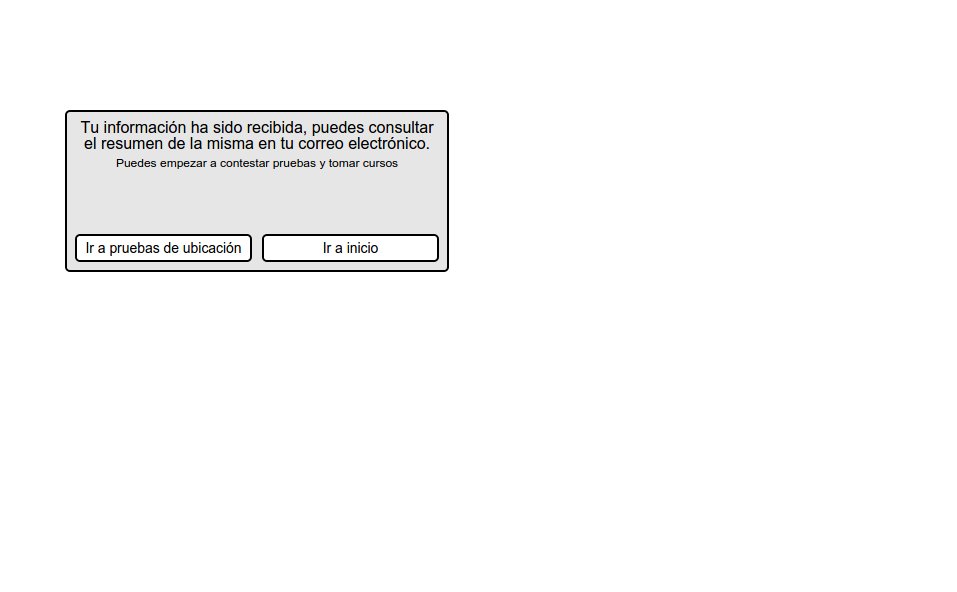 Tu información ha sido recibida, puedes consultar
el resumen de la misma en tu correo electrónico.
Puedes empezar a contestar pruebas y tomar cursos
Ir a pruebas de ubicación
Ir a inicio